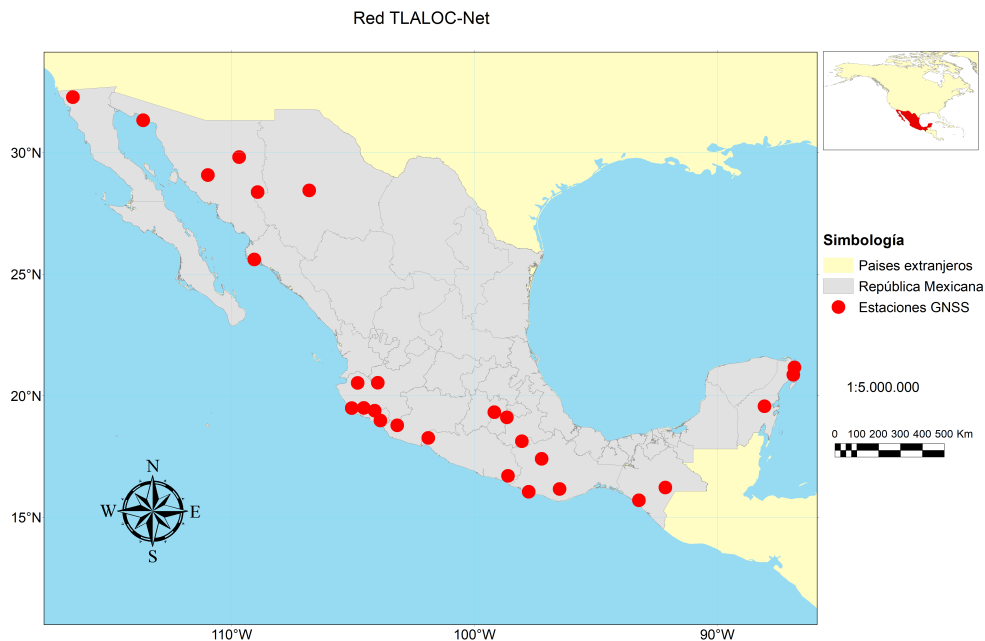 Red TLALOC-Net
30°N
25°N
20°N
15°N
110°W
100°W
90°W
N
W
E
S
Simbología
Paises extranjeros
República Mexicana
Estaciones GNSS
1:5.000.000
0 100 200 300 400 500 Km